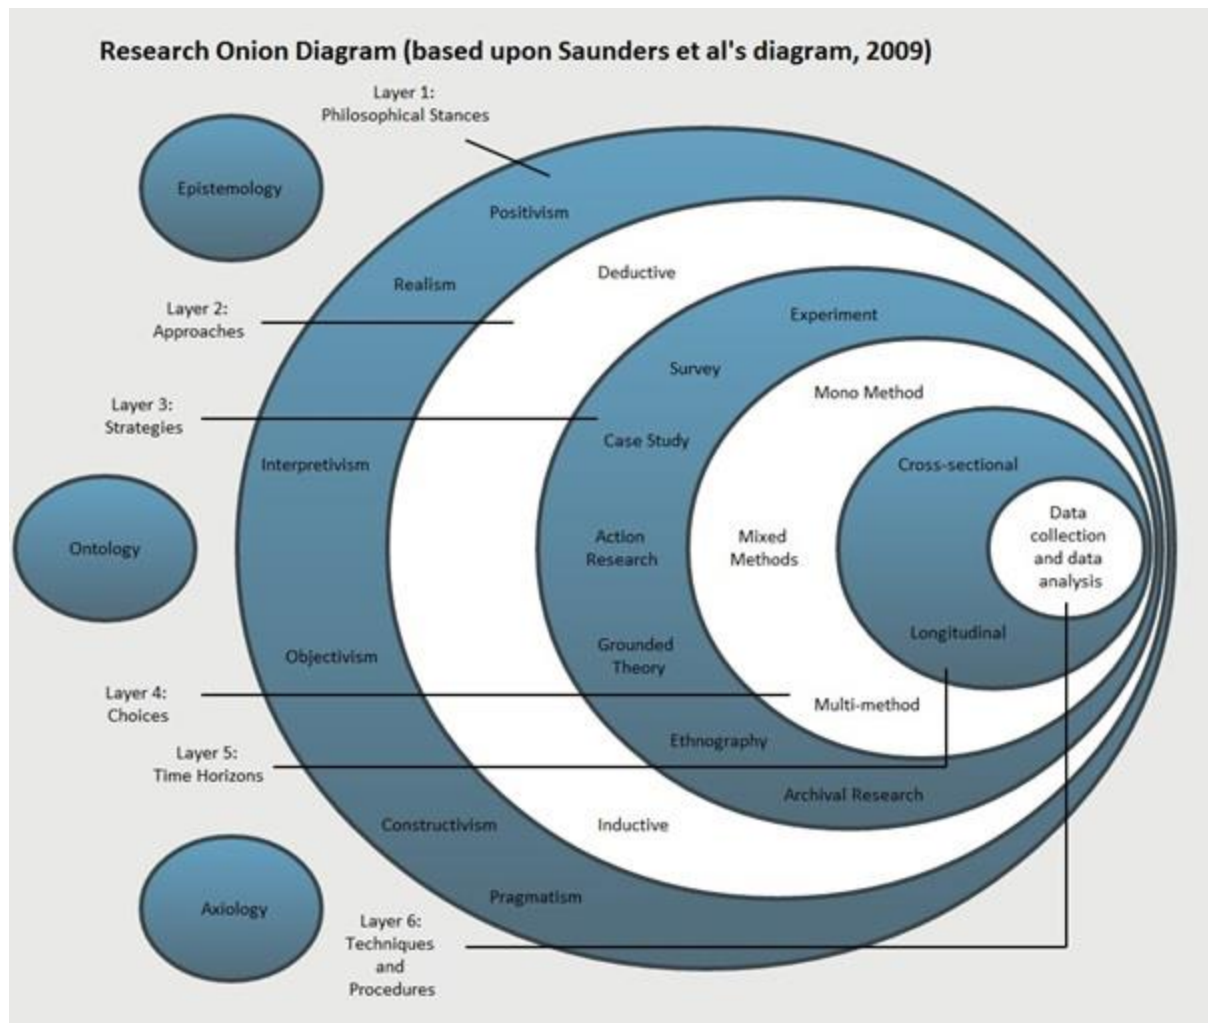 Research Onion Diagram (based upon Saunders et al's diagram, 2009)
Layer 1:
Philosophical Stances
Epistemology
Positivism
Deductive
Realism
Layer 2:
Approaches
Experiment
Survey
Mono Method
Layer 3:
Strategies
Case Study
Interpretivism
Cross-sectional
Ontology
Action
Research
Mixed
Methods
Data
collection
and data
analysis
Longitudinal
Objectivism
Grounded
Theory
Layer 4:
Choices
Multi-method
Ethnography
Layer 5:
Time Horizons
Archival Research
Constructivism
Inductive
Pragmatism
Axiology
Layer 6:
Techniques
and
Procedures